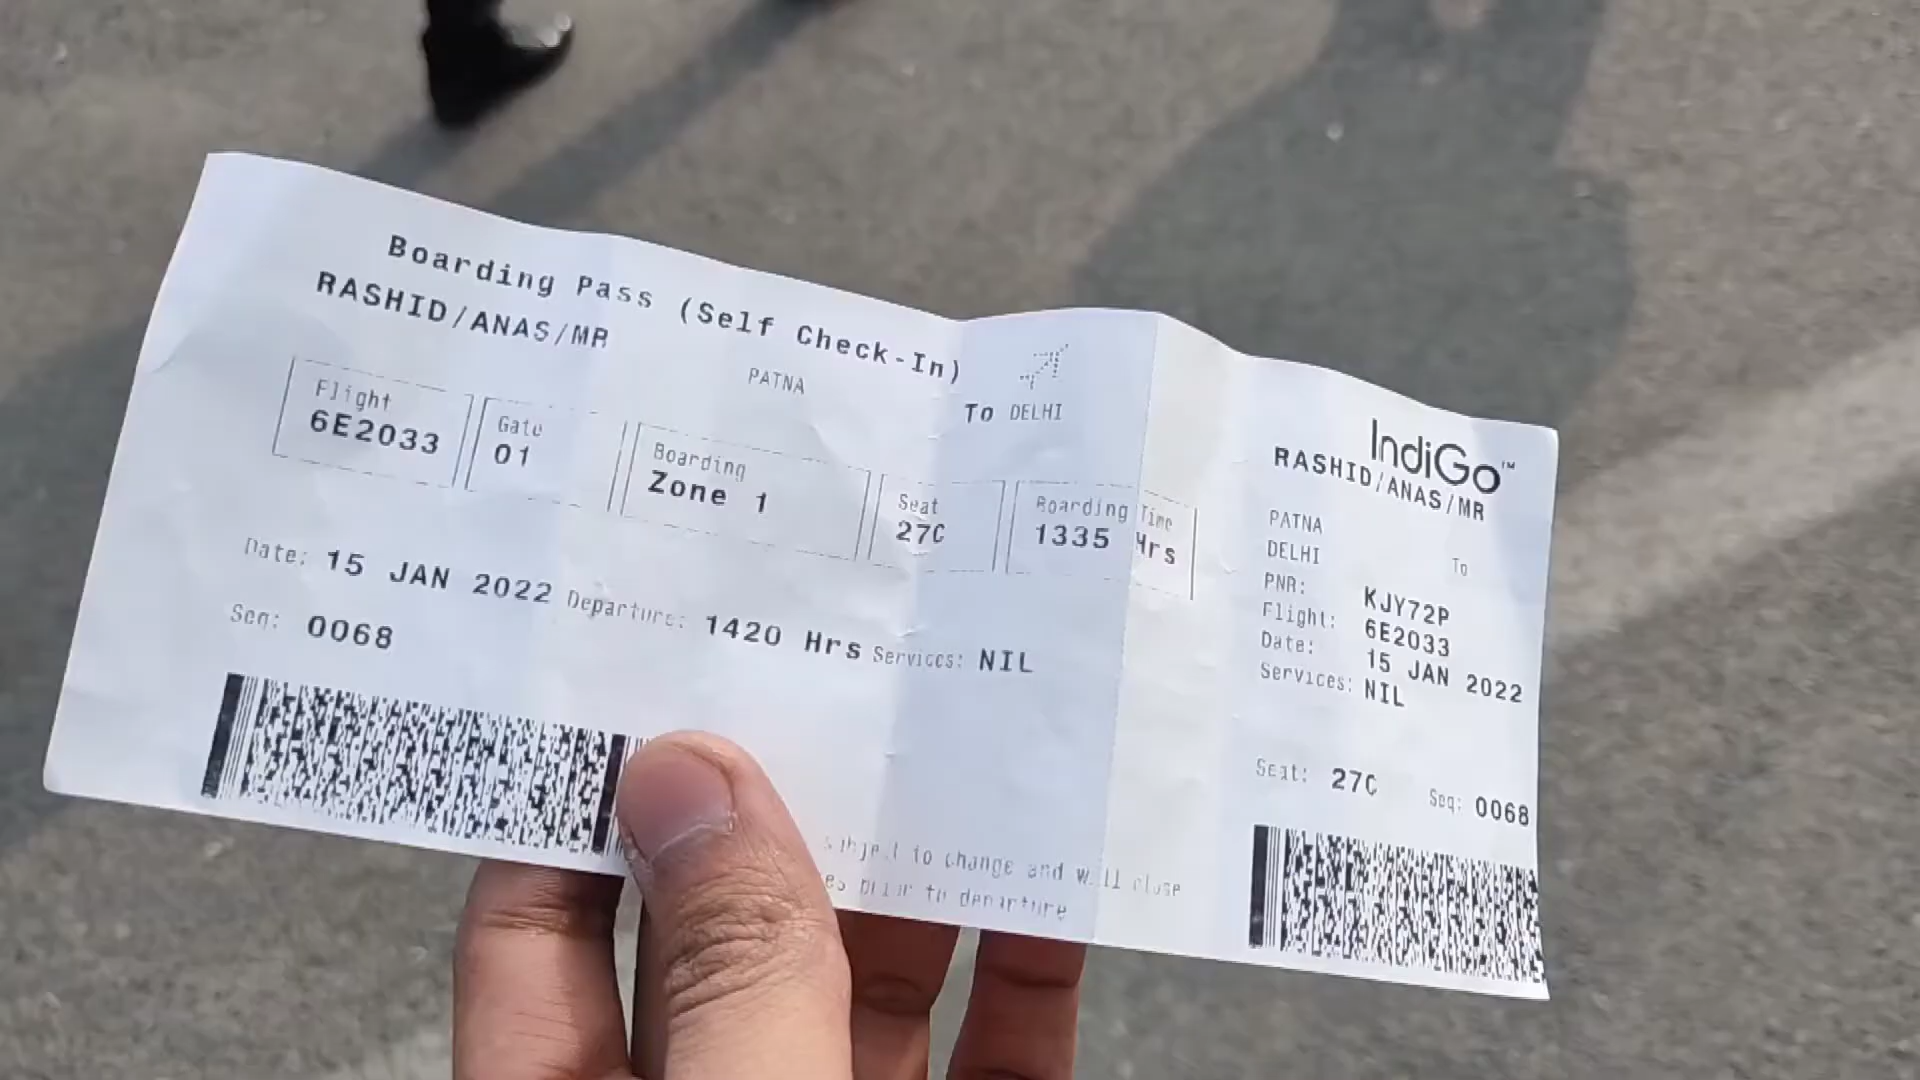 Boarding Pass (Self Check-In)
RASHID/ANAS/MR
PATNA
To DELHI
Flight
6E2033
Gate
01
Boarding
Zone 1
Seat
27C
Boarding Time
1335 Hrs
Date: 15 JAN 2022 Departure: 1420 Hrs Services: NIL
Seq: 0068
subject to change and will close
prior to departure
IndiGo™
RASHID/ANAS/MR
PATNA
To
DELHI
PNR: KJY72P
Flight: 6E2033
Date: 15 JAN 2022
Services: NIL
Seat: 27C Seq: 0068